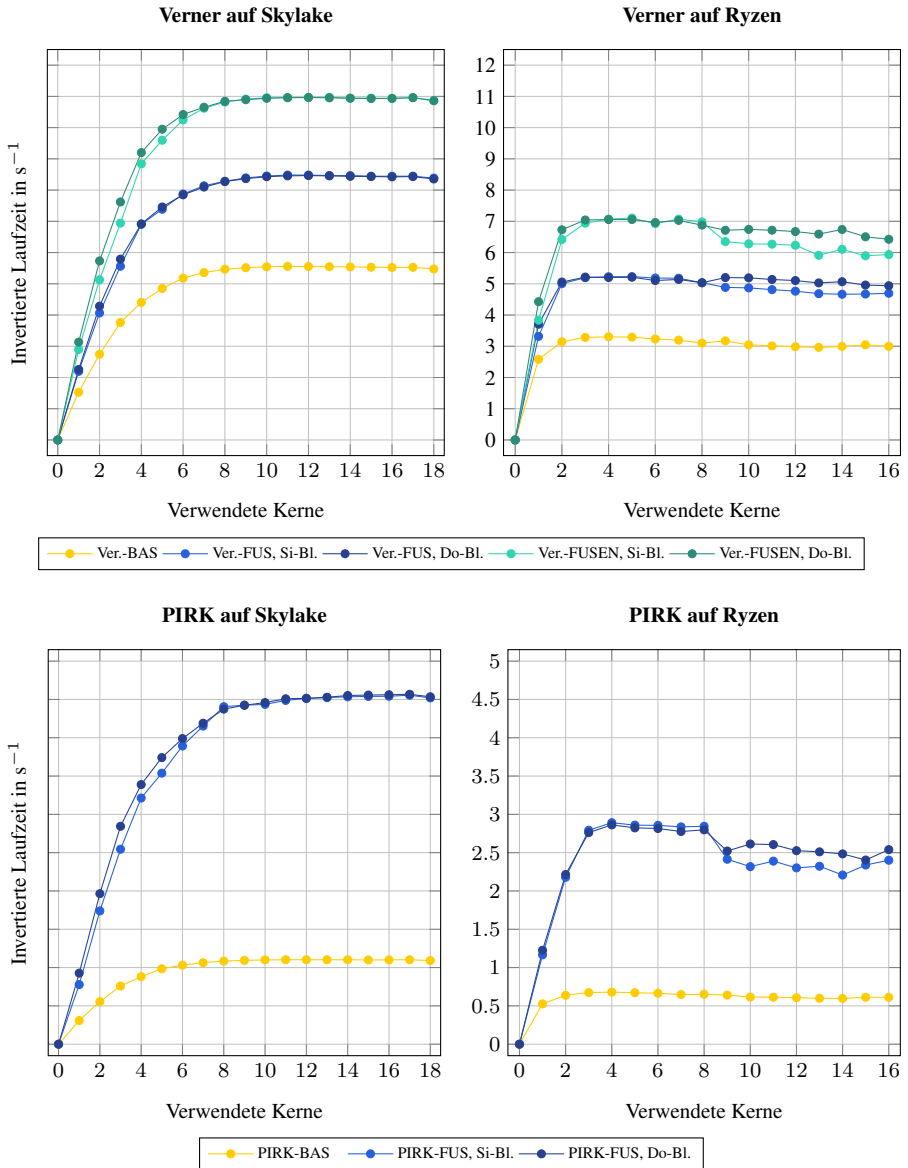 Verner auf Skylake
Verner auf Ryzen
Invertierte Laufzeit in s⁻¹
0 2 4 6 8 10 12 14 16 18
Verwendete Kerne
12
11
10
9
8
7
6
5
4
3
2
1
0
0 2 4 6 8 10 12 14 16
Verwendete Kerne
Ver.-BAS Ver.-FUS, Si-Bl. Ver.-FUS, Do-Bl. Ver.-FUSEN, Si-Bl. Ver.-FUSEN, Do-Bl.
PIRK auf Skylake
PIRK auf Ryzen
Invertierte Laufzeit in s⁻¹
0 2 4 6 8 10 12 14 16 18
Verwendete Kerne
5
4.5
4
3.5
3
2.5
2
1.5
1
0.5
0
0 2 4 6 8 10 12 14 16
Verwendete Kerne
PIRK-BAS PIRK-FUS, Si-Bl. PIRK-FUS, Do-Bl.